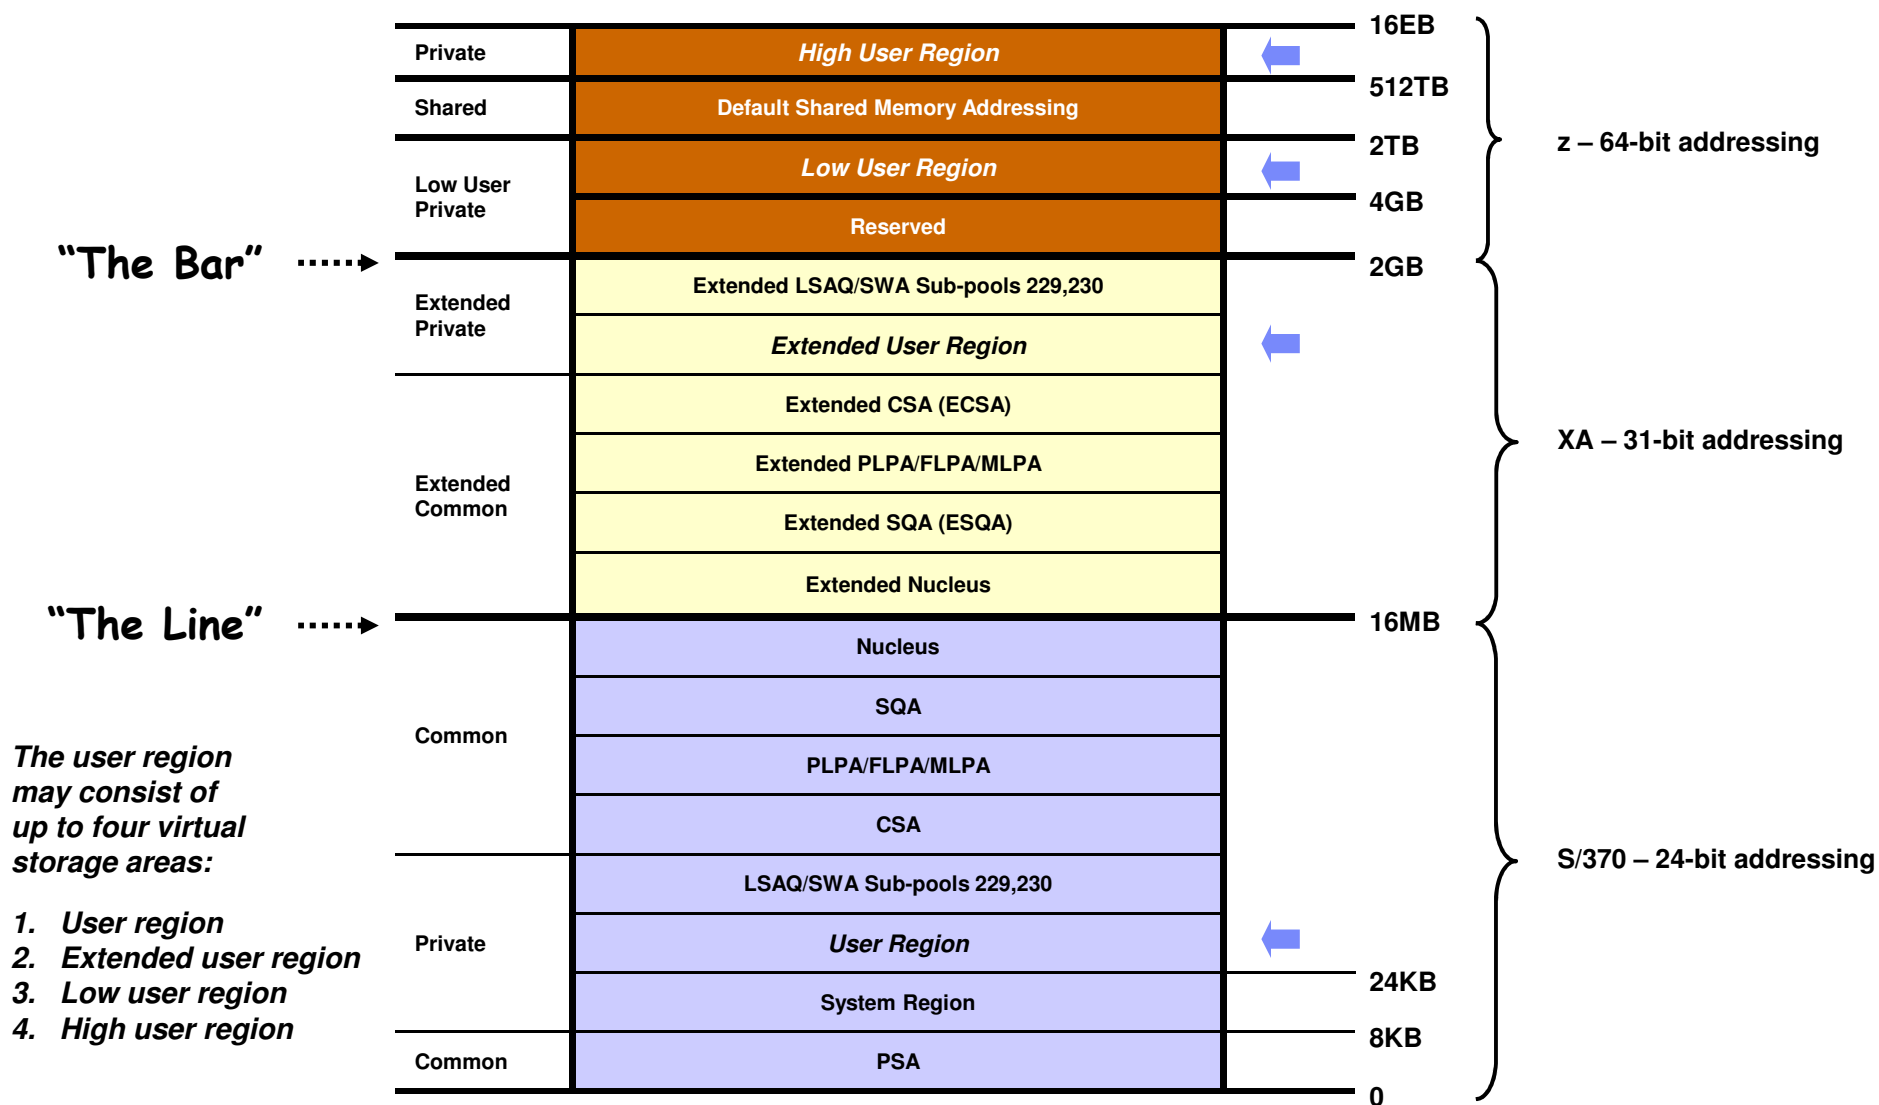 16EB
Private
High User Region
512TB
Shared
Default Shared Memory Addressing
2TB
z – 64-bit addressing
Low User Region
Low User
Private
4GB
Reserved
“The Bar”
2GB
Extended LSAQ/SWA Sub-pools 229,230
Extended
Private
Extended User Region
Extended CSA (ECSA)
XA – 31-bit addressing
Extended PLPA/FLPA/MLPA
Extended
Common
Extended SQA (ESQA)
Extended Nucleus
“The Line”
16MB
Nucleus
SQA
Common
PLPA/FLPA/MLPA
CSA
S/370 – 24-bit addressing
LSAQ/SWA Sub-pools 229,230
Private
User Region
24KB
System Region
8KB
Common
PSA
0
The user region
may consist of
up to four virtual
storage areas:
1. User region
2. Extended user region
3. Low user region
4. High user region